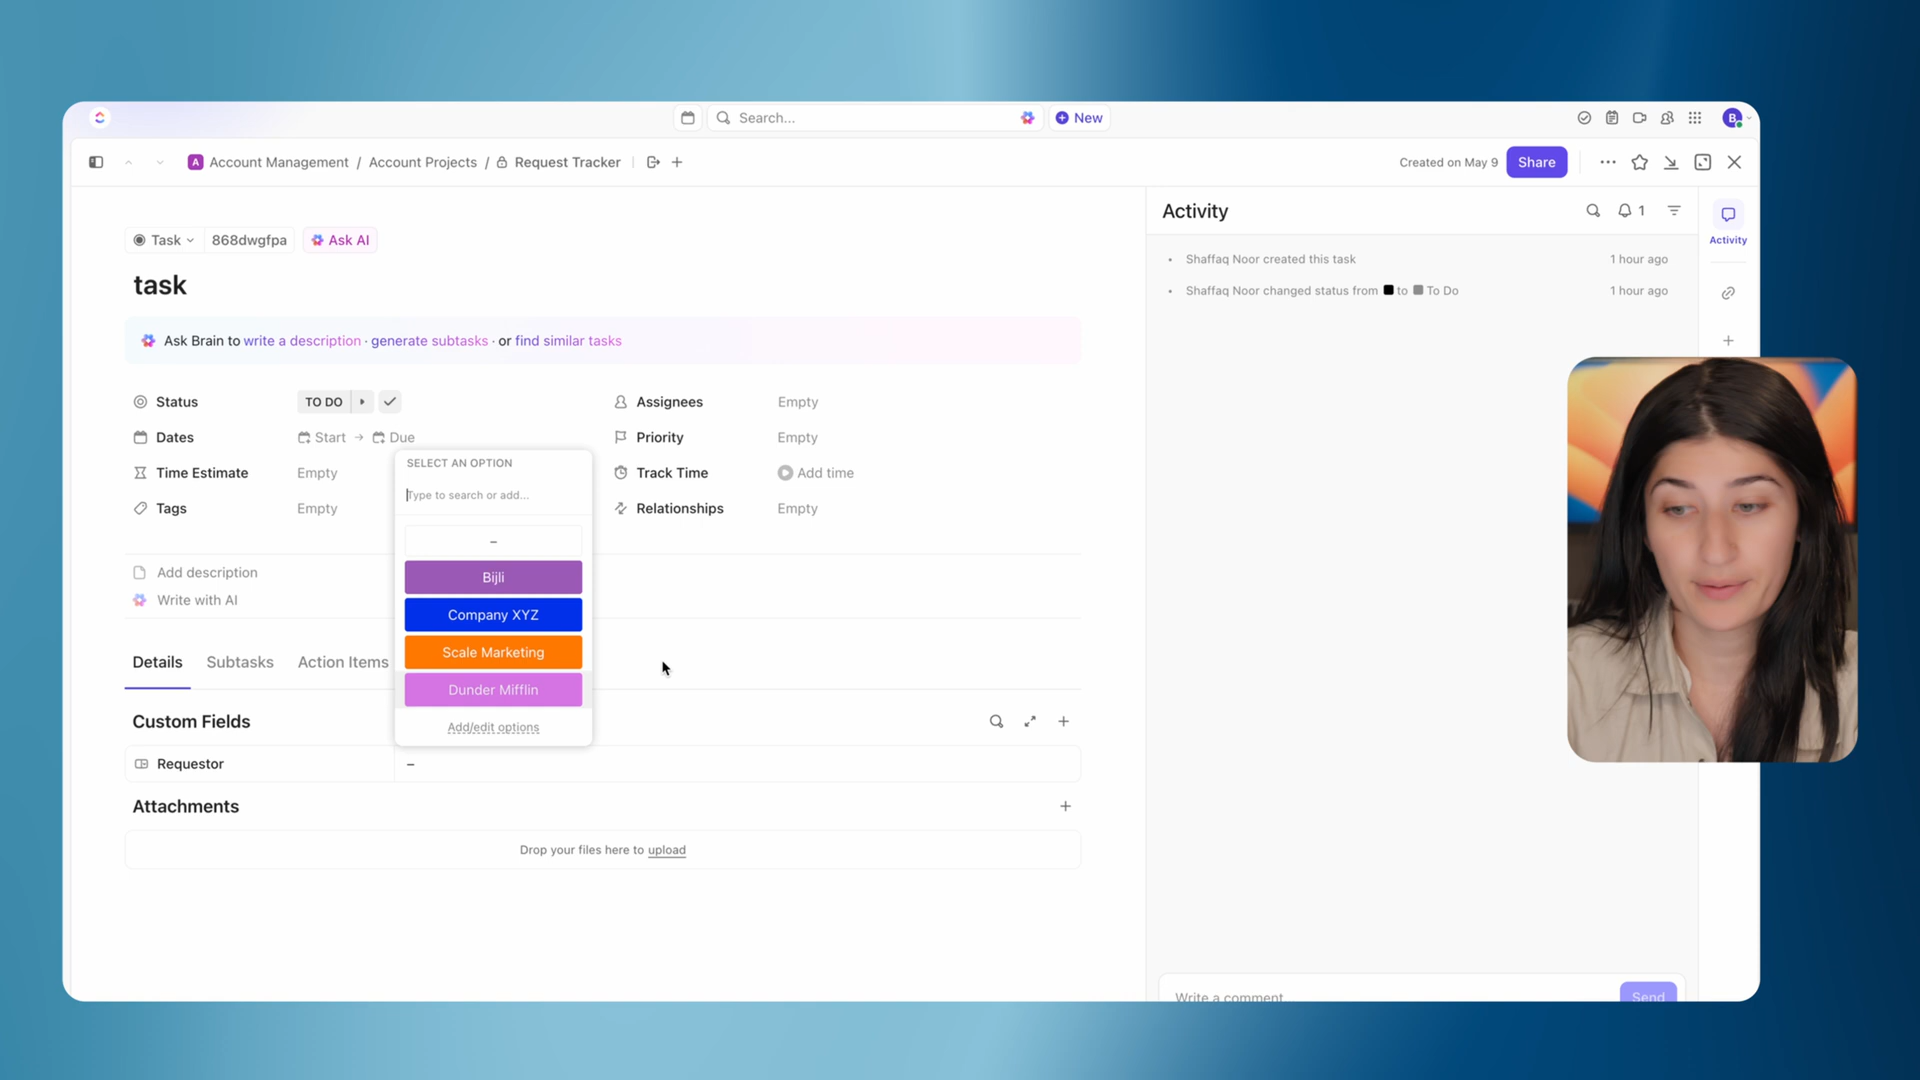 Search...
New
B
A Account Management / Account Projects / Request Tracker
Created on May 9
Share
Task
868dwgfpa
Ask AI
task
Ask Brain to write a description · generate subtasks · or find similar tasks
Status
TO DO
Assignees
Empty
Dates
Start → Due
Priority
Empty
Time Estimate
Empty
Track Time
Add time
Tags
Empty
Relationships
Empty
SELECT AN OPTION
Type to search or add...
–
Bijli
Company XYZ
Scale Marketing
Dunder Mifflin
Add/edit options
Add description
Write with AI
Details
Subtasks
Action Items
Custom Fields
Requestor
–
Attachments
Drop your files here to upload
Activity
1
Activity
• Shaffaq Noor created this task
1 hour ago
• Shaffaq Noor changed status from to To Do
1 hour ago
Write a comment
Send